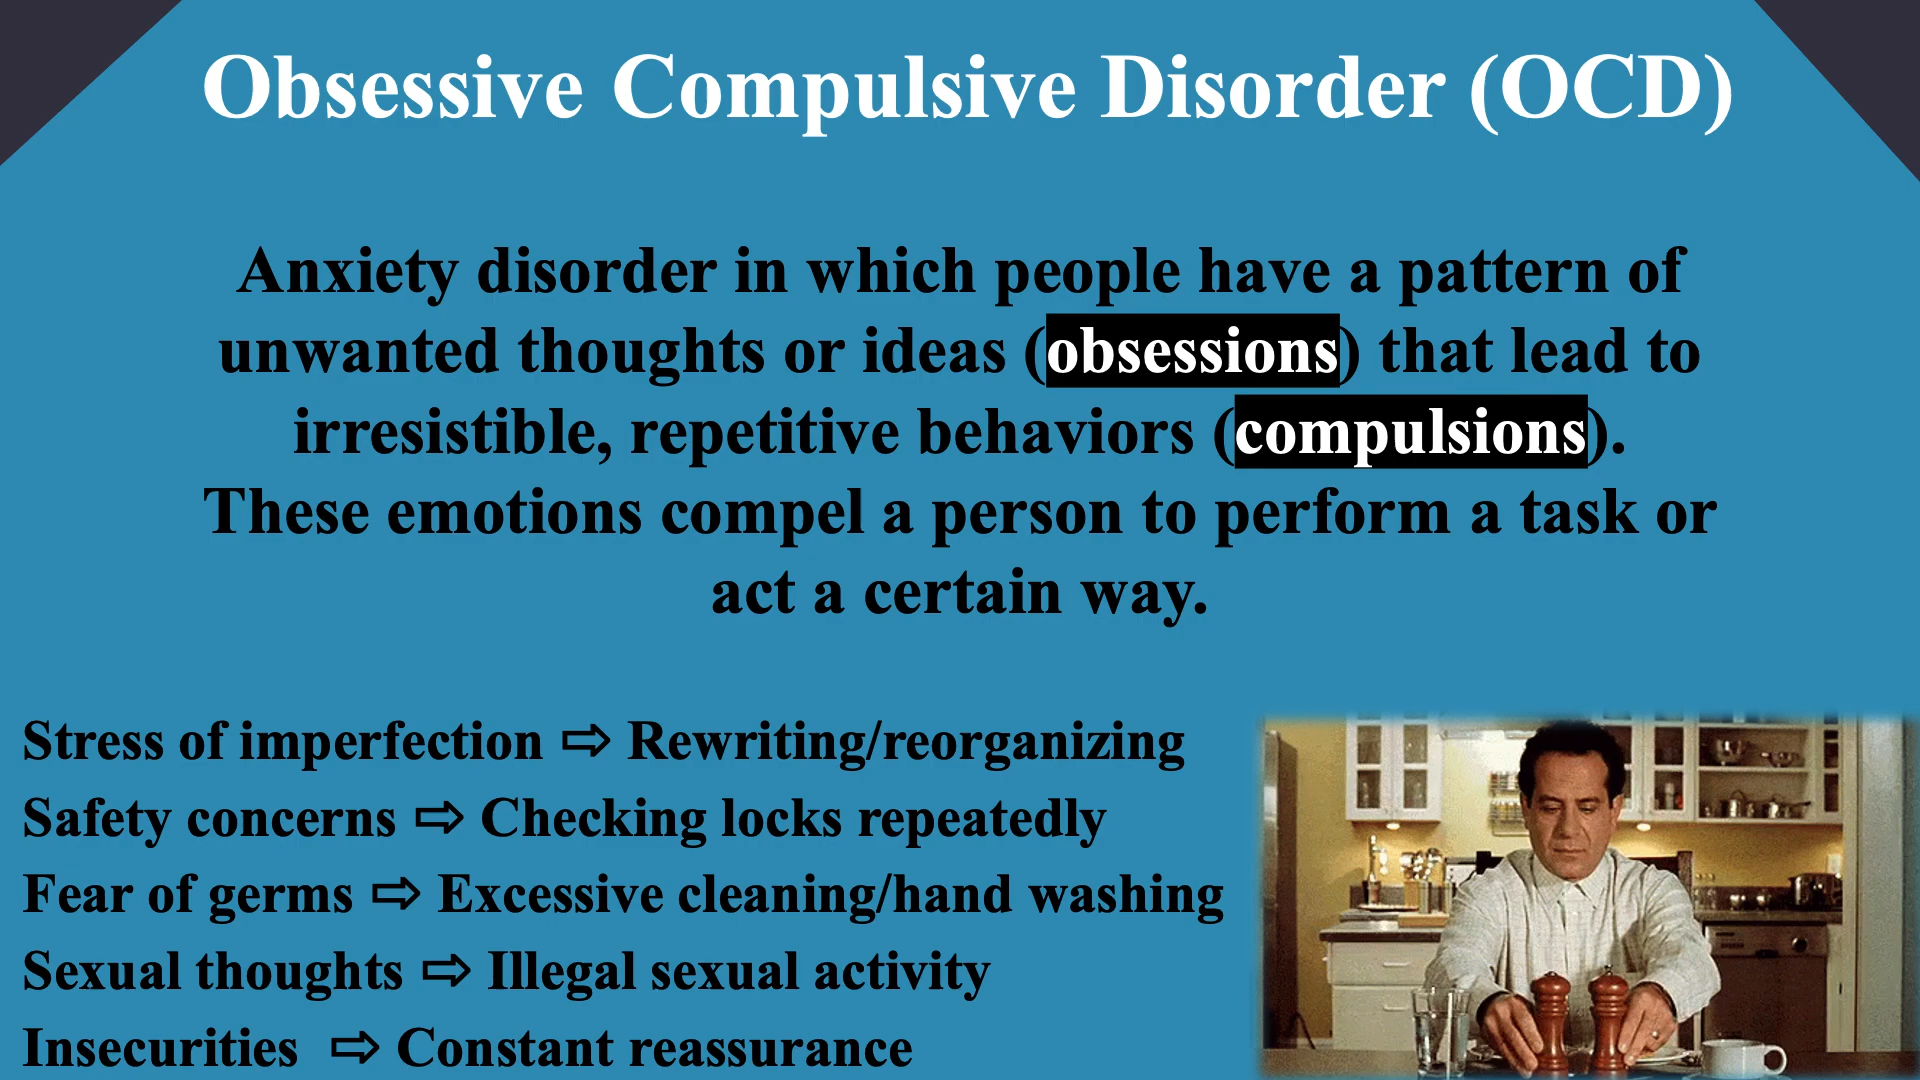 Obsessive Compulsive Disorder (OCD)
Anxiety disorder in which people have a pattern of
unwanted thoughts or ideas (obsessions) that lead to
irresistible, repetitive behaviors (compulsions).
These emotions compel a person to perform a task or
act a certain way.
Stress of imperfection ⇨ Rewriting/reorganizing
Safety concerns ⇨ Checking locks repeatedly
Fear of germs ⇨ Excessive cleaning/hand washing
Sexual thoughts ⇨ Illegal sexual activity
Insecurities ⇨ Constant reassurance